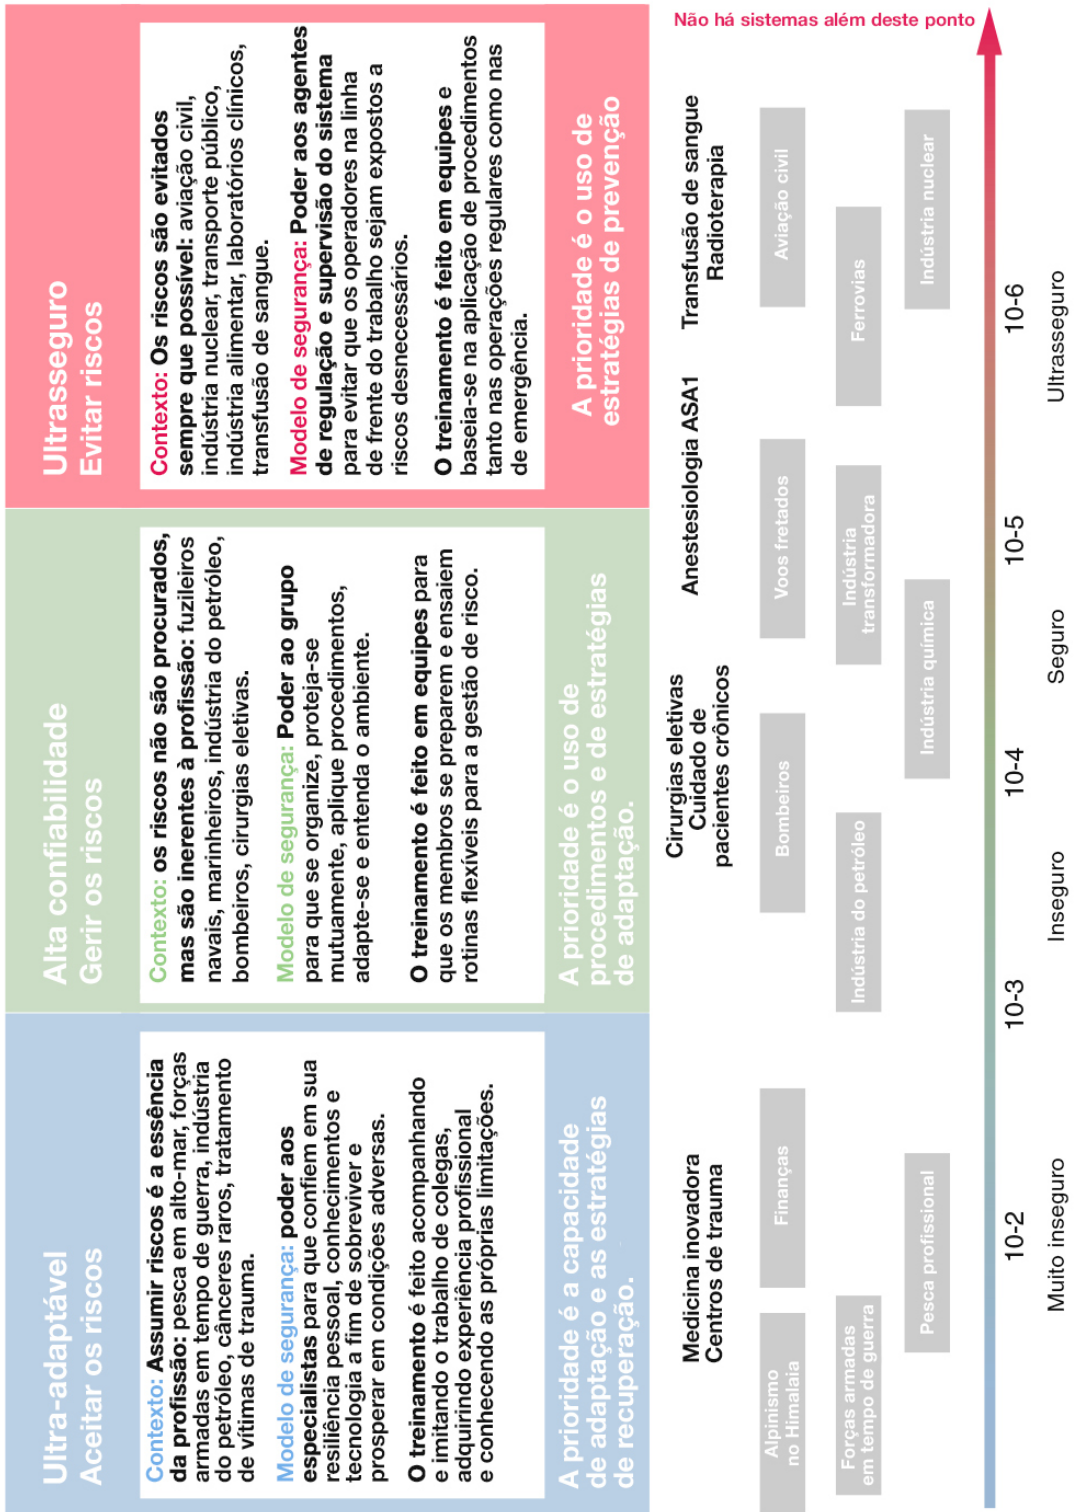 Ultra-adaptável
Aceitar os riscos
Contexto: Assumir riscos é a essência
da profissão: pesca em alto-mar, forças
armadas em tempo de guerra, indústria
do petróleo, cânceres raros, tratamento
de vítimas de trauma.
Modelo de segurança: poder aos
especialistas para que confiem em sua
resiliência pessoal, conhecimentos e
tecnologia a fim de sobreviver e
prosperar em condições adversas.
O treinamento é feito acompanhando
e imitando o trabalho de colegas,
adquirindo experiência profissional
e conhecendo as próprias limitações.
A prioridade é a capacidade
de adaptação e as estratégias
de recuperação.
Alta confiabilidade
Gerir os riscos
Contexto: os riscos não são procurados,
mas são inerentes à profissão: fuzileiros
navais, marinheiros, indústria do petróleo,
bombeiros, cirurgias eletivas.
Modelo de segurança: Poder ao grupo
para que se organize, proteja-se
mutuamente, aplique procedimentos,
adapte-se e entenda o ambiente.
O treinamento é feito em equipes para
que os membros se preparem e ensaiem
rotinas flexíveis para a gestão de risco.
A prioridade é o uso de
procedimentos e de estratégias
de adaptação.
Ultrasseguro
Evitar riscos
Contexto: Os riscos são evitados
sempre que possível: aviação civil,
indústria nuclear, transporte público,
indústria alimentar, laboratórios clínicos,
transfusão de sangue.
Modelo de segurança: Poder aos agentes
de regulação e supervisão do sistema
para evitar que os operadores na linha
de frente do trabalho sejam expostos a
riscos desnecessários.
O treinamento é feito em equipes e
baseia-se na aplicação de procedimentos
tanto nas operações regulares como nas
de emergência.
A prioridade é o uso de
estratégias de prevenção
Não há sistemas além deste ponto
Medicina inovadora
Centros de trauma
Cirurgias eletivas
Cuidado de
pacientes crônicos
Anestesiologia ASA1
Transfusão de sangue
Radioterapia
Alpinismo
no Himalaia
Finanças
Bombeiros
Voos fretados
Aviação civil
Forças armadas
em tempo de guerra
Indústria do petróleo
Indústria
transformadora
Ferrovias
Pesca profissional
Indústria química
Indústria nuclear
10-2
10-3
10-4
10-5
10-6
Muito inseguro
Inseguro
Seguro
Ultrasseguro